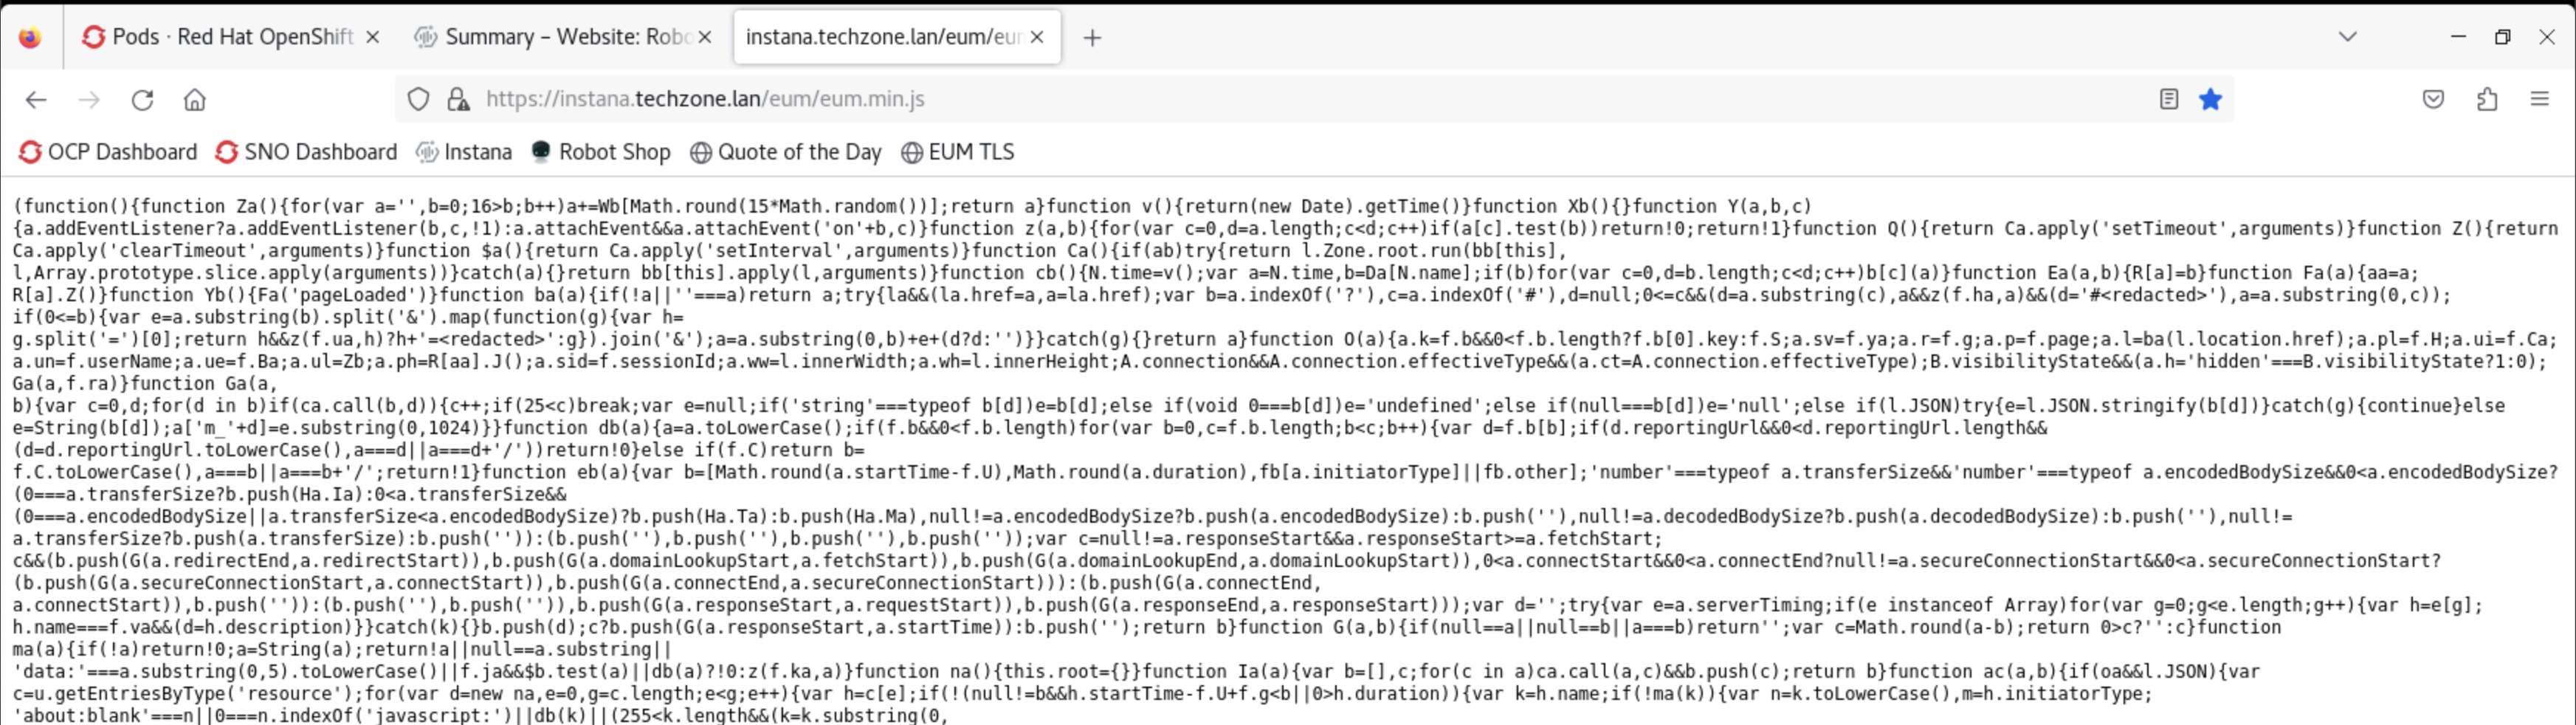 Pods · Red Hat OpenShift
Summary – Website: Robo
instana.techzone.lan/eum/eum
https://instana.techzone.lan/eum/eum.min.js
OCP Dashboard
SNO Dashboard
Instana
Robot Shop
Quote of the Day
EUM TLS
(function(){function Za(){for(var a='',b=0;16>b;b++)a+=Wb[Math.round(15*Math.random())];return a}function v(){return(new Date).getTime()}function Xb(){}function Y(a,b,c)
{a.addEventListener?a.addEventListener(b,c,!1):a.attachEvent&&a.attachEvent('on'+b,c)}function z(a,b){for(var c=0,d=a.length;c<d;c++)if(a[c].test(b))return!0;return!1}function Q(){return Ca.apply('setTimeout',arguments)}function Z(){return
Ca.apply('clearTimeout',arguments)}function $a(){return Ca.apply('setInterval',arguments)}function Ca(){if(ab)try{return l.Zone.root.run(bb[this],
l,Array.prototype.slice.apply(arguments))}catch(a){}return bb[this].apply(l,arguments)}function cb(){N.time=v();var a=N.time,b=Da[N.name];if(b)for(var c=0,d=b.length;c<d;c++)b[c](a)}function Ea(a,b){R[a]=b}function Fa(a){aa=a;
R[a].Z()}function Yb(){Fa('pageLoaded')}function ba(a){if(!a||''===a)return a;try{la&&(la.href=a,a=la.href);var b=a.indexOf('?'),c=a.indexOf('#'),d=null;0<=c&&(d=a.substring(c),a&&z(f.ha,a)&&(d='#<redacted>'),a=a.substring(0,c));
if(0<=b){var e=a.substring(b).split('&').map(function(g){var h=
g.split('=')[0];return h&&z(f.ua,h)?h+'=<redacted>':g}).join('&');a=a.substring(0,b)+e+(d?d:'')}}catch(g){}return a}function O(a){a.k=f.b&&0<f.b.length?f.b[0].key:f.S;a.sv=f.ya;a.r=f.g;a.p=f.page;a.l=ba(l.location.href);a.pl=f.H;a.ui=f.Ca;
a.un=f.userName;a.ue=f.Ba;a.ul=Zb;a.ph=R[aa].J();a.sid=f.sessionId;a.ww=l.innerWidth;a.wh=l.innerHeight;A.connection&&A.connection.effectiveType&&(a.ct=A.connection.effectiveType);B.visibilityState&&(a.h='hidden'===B.visibilityState?1:0);
Ga(a,f.ra)}function Ga(a,
b){var c=0,d;for(d in b)if(ca.call(b,d)){c++;if(25<c)break;var e=null;if('string'===typeof b[d])e=b[d];else if(void 0===b[d])e='undefined';else if(null===b[d])e='null';else if(l.JSON)try{e=l.JSON.stringify(b[d])}catch(g){continue}else
e=String(b[d]);a['m_'+d]=e.substring(0,1024)}}function db(a){a=a.toLowerCase();if(f.b&&0<f.b.length)for(var b=0,c=f.b.length;b<c;b++){var d=f.b[b];if(d.reportingUrl&&0<d.reportingUrl.length&&
(d=d.reportingUrl.toLowerCase(),a===d||a===d+'/'))return!0}else if(f.C)return b=
f.C.toLowerCase(),a===b||a===b+'/';return!1}function eb(a){var b=[Math.round(a.startTime-f.U),Math.round(a.duration),fb[a.initiatorType]||fb.other];'number'===typeof a.transferSize&&'number'===typeof a.encodedBodySize&&0<a.encodedBodySize?
(0===a.transferSize?b.push(Ha.Ia):0<a.transferSize&&
(0===a.encodedBodySize||a.transferSize<a.encodedBodySize)?b.push(Ha.Ta):b.push(Ha.Ma),null!=a.encodedBodySize?b.push(a.encodedBodySize):b.push(''),null!=a.decodedBodySize?b.push(a.decodedBodySize):b.push(''),null!=
a.transferSize?b.push(a.transferSize):b.push('')):(b.push(''),b.push(''),b.push(''),b.push(''));var c=null!=a.responseStart&&a.responseStart>=a.fetchStart;
c&&(b.push(G(a.redirectEnd,a.redirectStart)),b.push(G(a.domainLookupStart,a.fetchStart)),b.push(G(a.domainLookupEnd,a.domainLookupStart)),0<a.connectStart&&0<a.connectEnd?null!=a.secureConnectionStart&&0<a.secureConnectionStart?
(b.push(G(a.secureConnectionStart,a.connectStart)),b.push(G(a.connectEnd,a.secureConnectionStart))):(b.push(G(a.connectEnd,
a.connectStart)),b.push('')):(b.push(''),b.push('')),b.push(G(a.responseStart,a.requestStart)),b.push(G(a.responseEnd,a.responseStart)));var d='';try{var e=a.serverTiming;if(e instanceof Array)for(var g=0;g<e.length;g++){var h=e[g];
h.name===f.va&&(d=h.description)}}catch(k){}b.push(d);c?b.push(G(a.responseStart,a.startTime)):b.push('');return b}function G(a,b){if(null==a||null==b||a===b)return'';var c=Math.round(a-b);return 0>c?'':c}function
ma(a){if(!a)return!0;a=String(a);return!a||null==a.substring||
'data:'===a.substring(0,5).toLowerCase()||f.ja&&$b.test(a)||db(a)?!0:z(f.ka,a)}function na(){this.root={}}function Ia(a){var b=[],c;for(c in a)ca.call(a,c)&&b.push(c);return b}function ac(a,b){if(oa&&l.JSON){var
c=u.getEntriesByType('resource');for(var d=new na,e=0,g=c.length;e<g;e++){var h=c[e];if(!(null!=b&&h.startTime-f.U+f.g<b||0>h.duration)){var k=h.name;if(!ma(k)){var n=k.toLowerCase(),m=h.initiatorType;
'about:blank'===n||0===n.indexOf('javascript:')||db(k)||(255<k.length&&(k=k.substring(0,